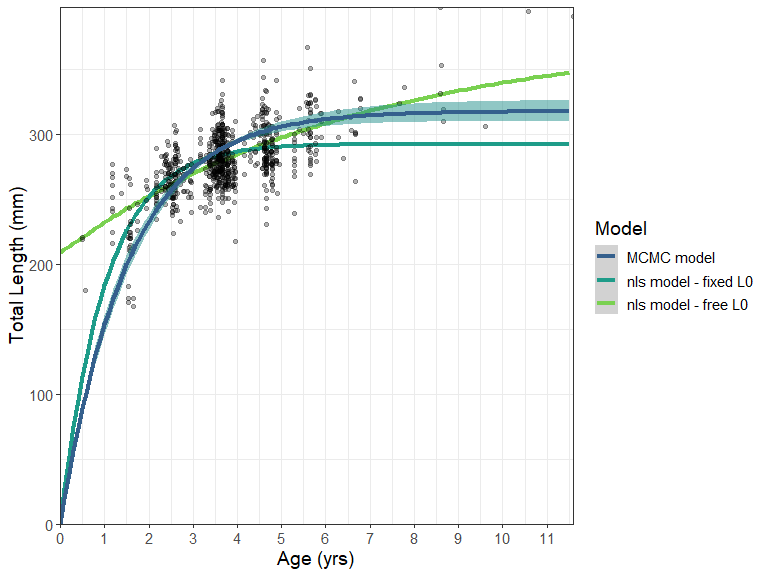 Total Length (mm)
300
200
100
0
0 1 2 3 4 5 6 7 8 9 10 11
Age (yrs)
Model
MCMC model
nls model - fixed L0
nls model - free L0